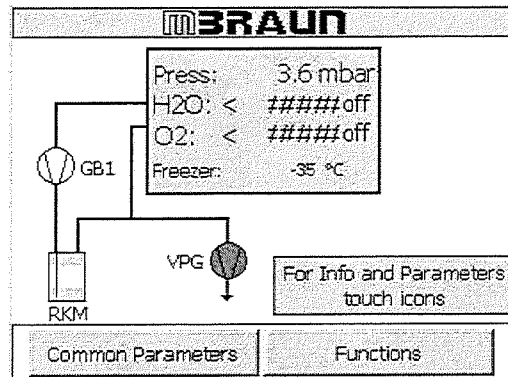 MBRAUN
Press: 3.6 mbar
H2O: < ##### off
O2: < ##### off
Freezer: -35 °C
GB1
VPG
RKM
For Info and Parameters
touch icons
Common Parameters
Functions